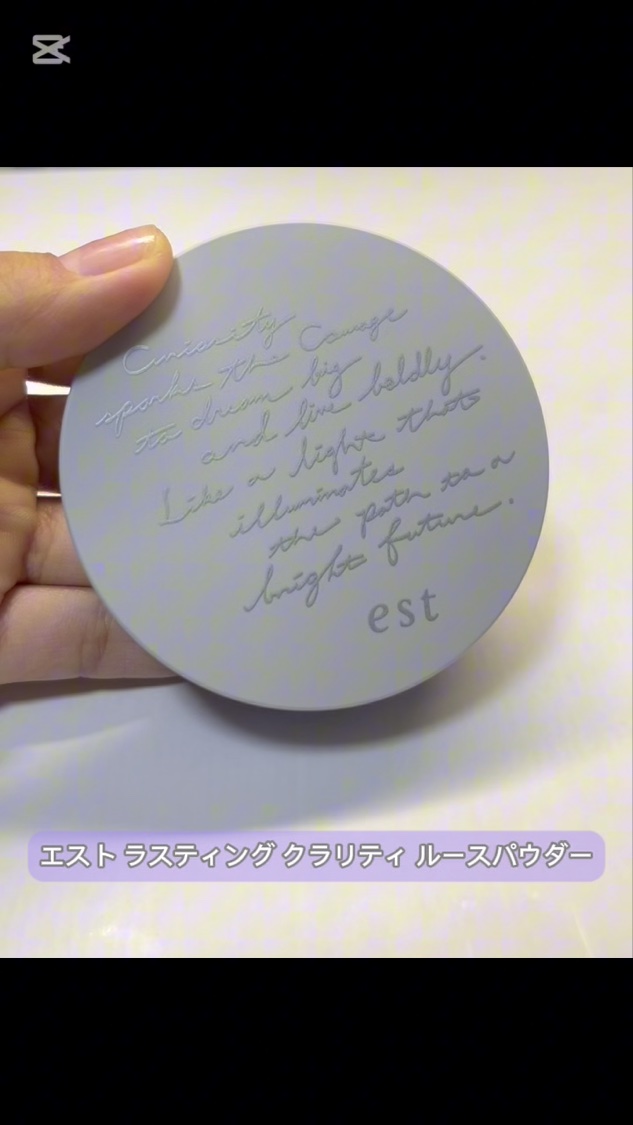 Curiosity
sparks the Courage
to dream big
and live boldly.
Like a light that
illuminates
the path to a
bright future.
est
エスト ラスティング クラリティ ルースパウダー